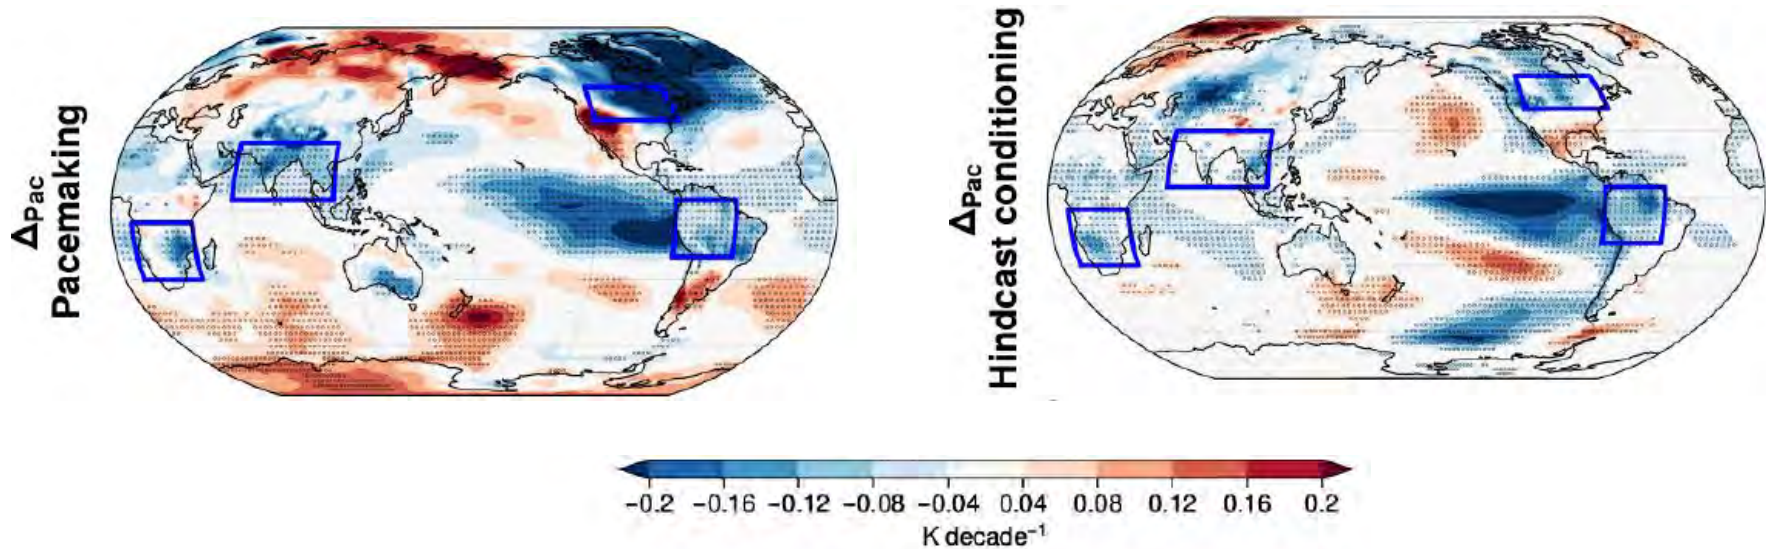 ΔPac
Pacemaking
ΔPac
Hindcast conditioning
−0.2 −0.16 −0.12 −0.08 −0.04 0.04 0.08 0.12 0.16 0.2
K decade⁻¹